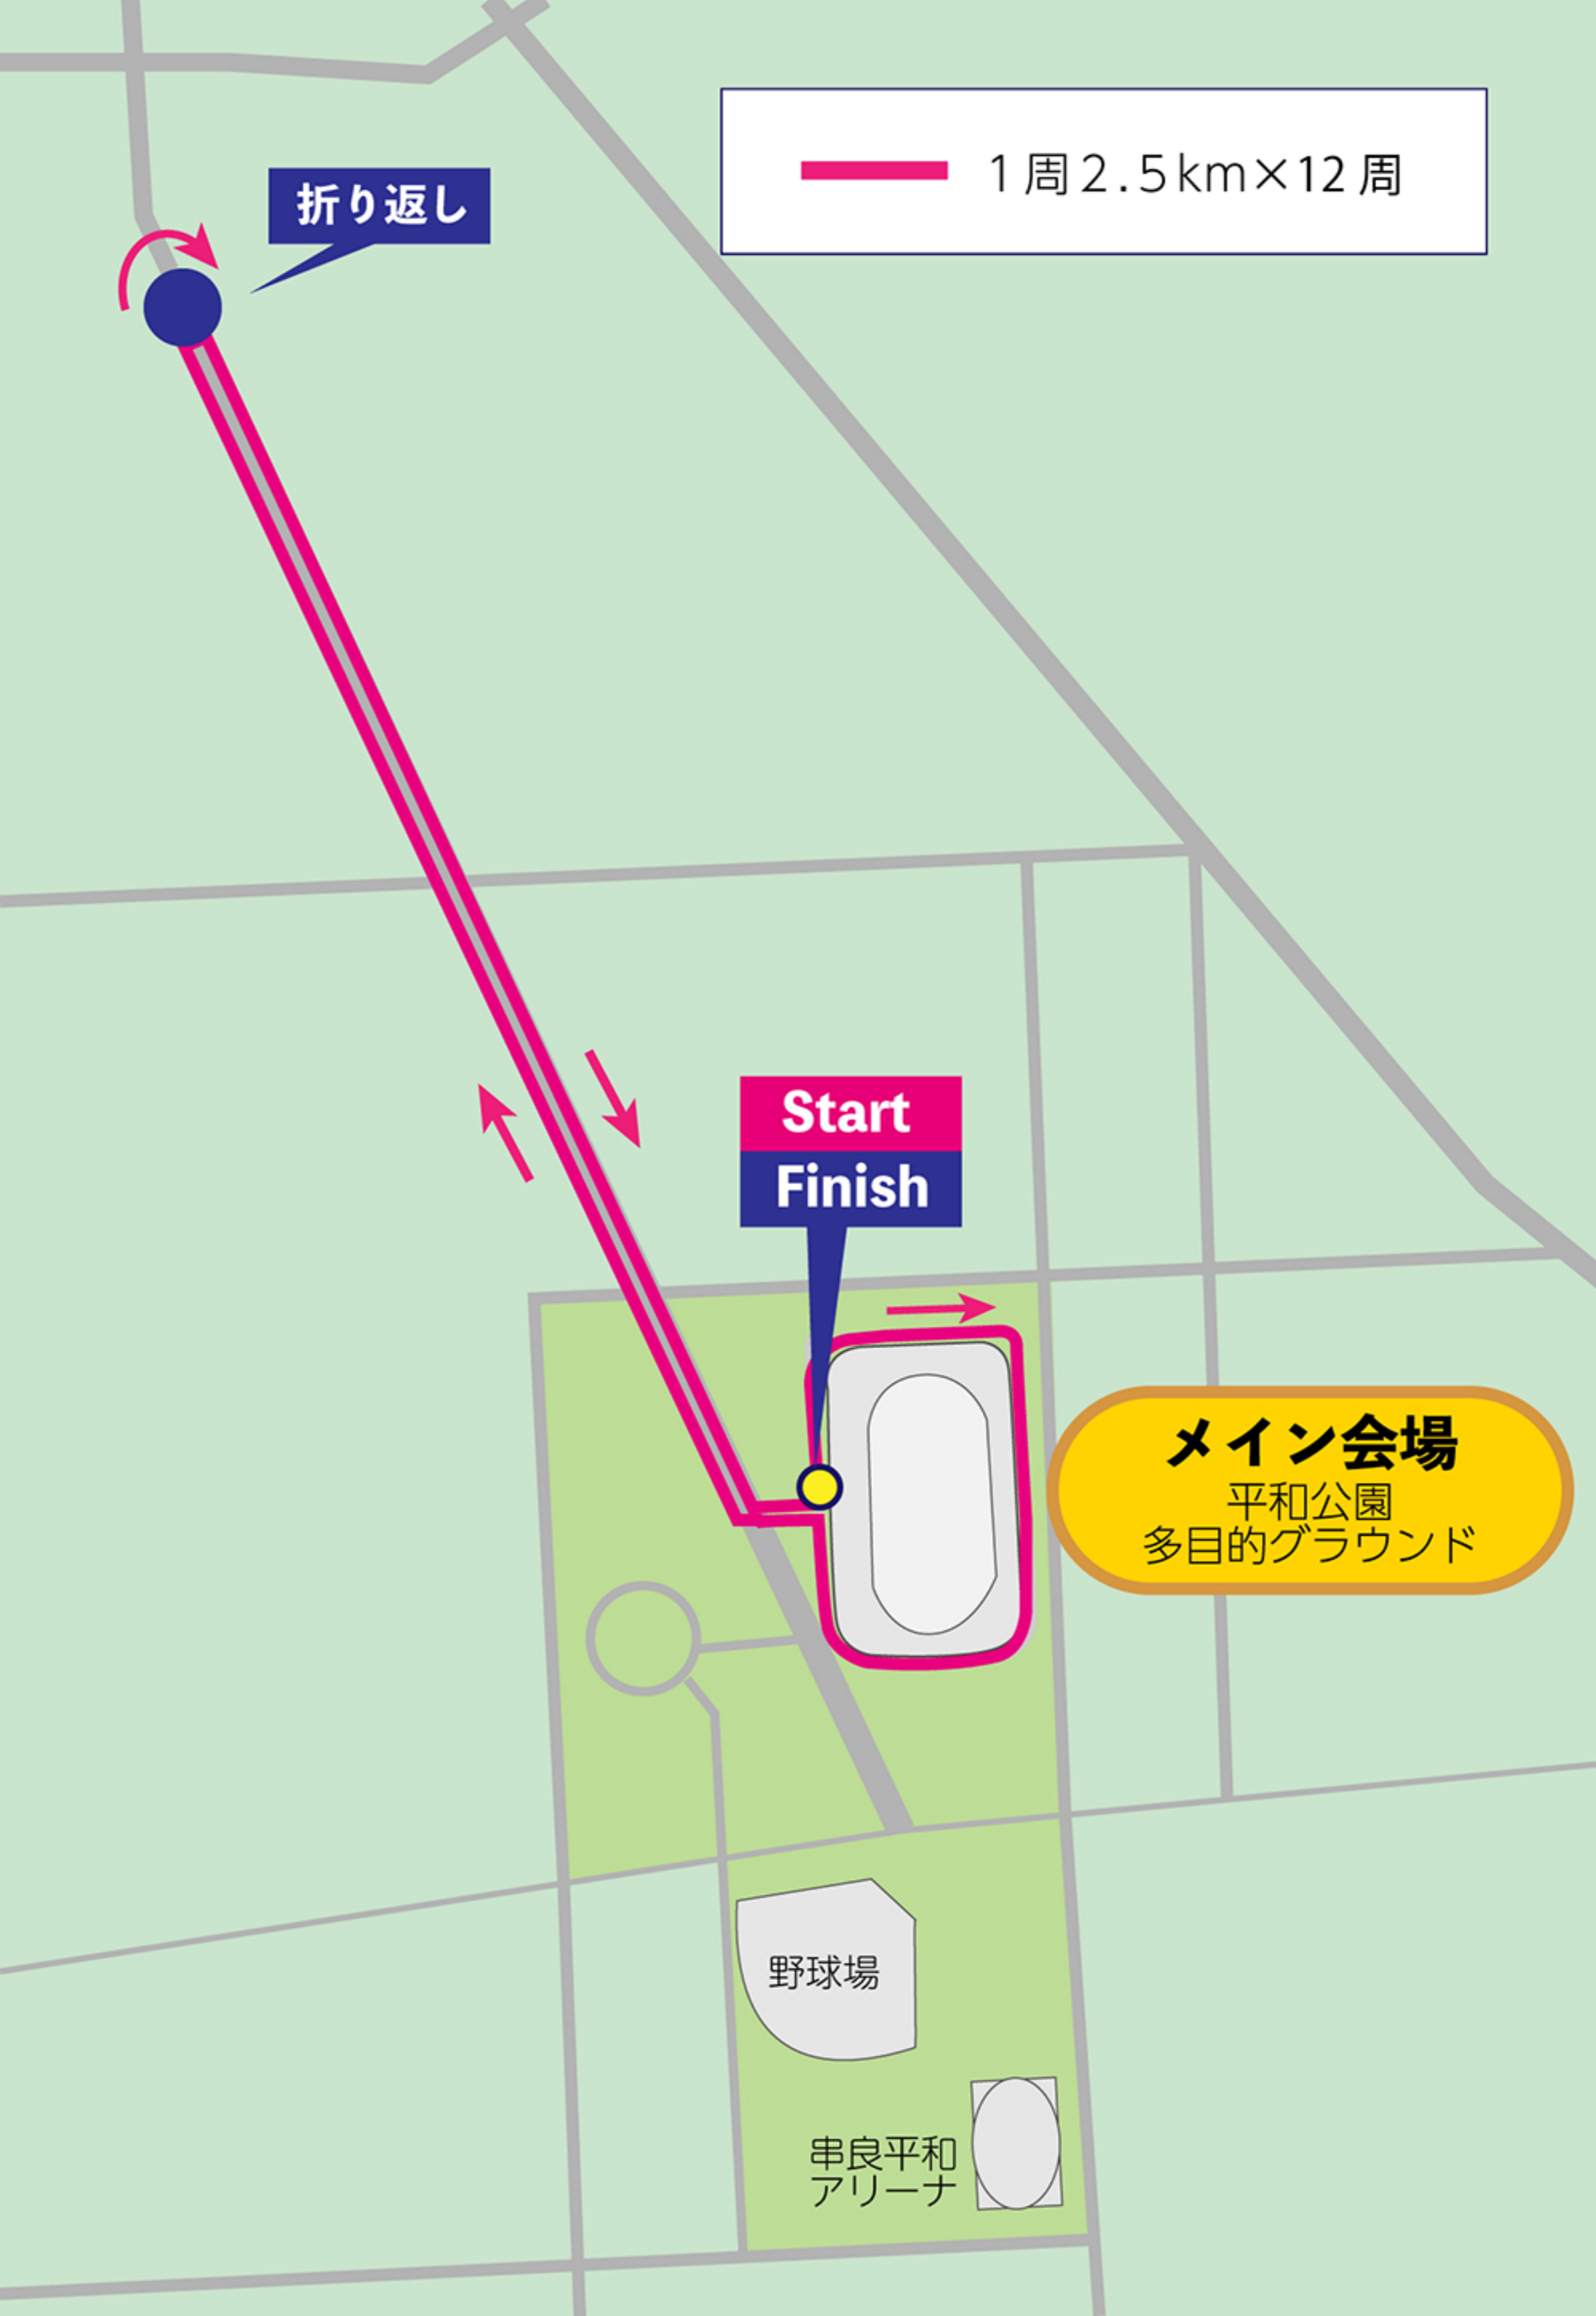 1周2.5km×12周
折り返し
Start
Finish
メイン会場
平和公園
多目的グラウンド
野球場
串良平和
アリーナ